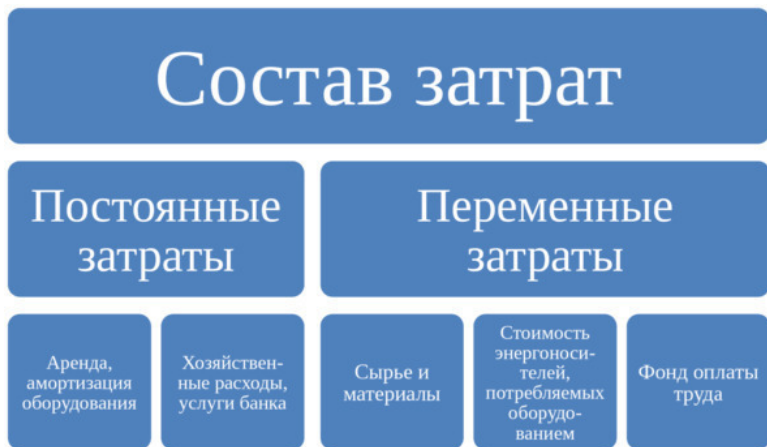 Состав затрат
Постоянные
затраты
Переменные
затраты
Аренда,
амортизация
оборудования
Хозяйствен-
ные расходы,
услуги банка
Сырье и
материалы
Стоимость
энергоноси-
телей,
потребляемых
оборудо-
ванием
Фонд оплаты
труда